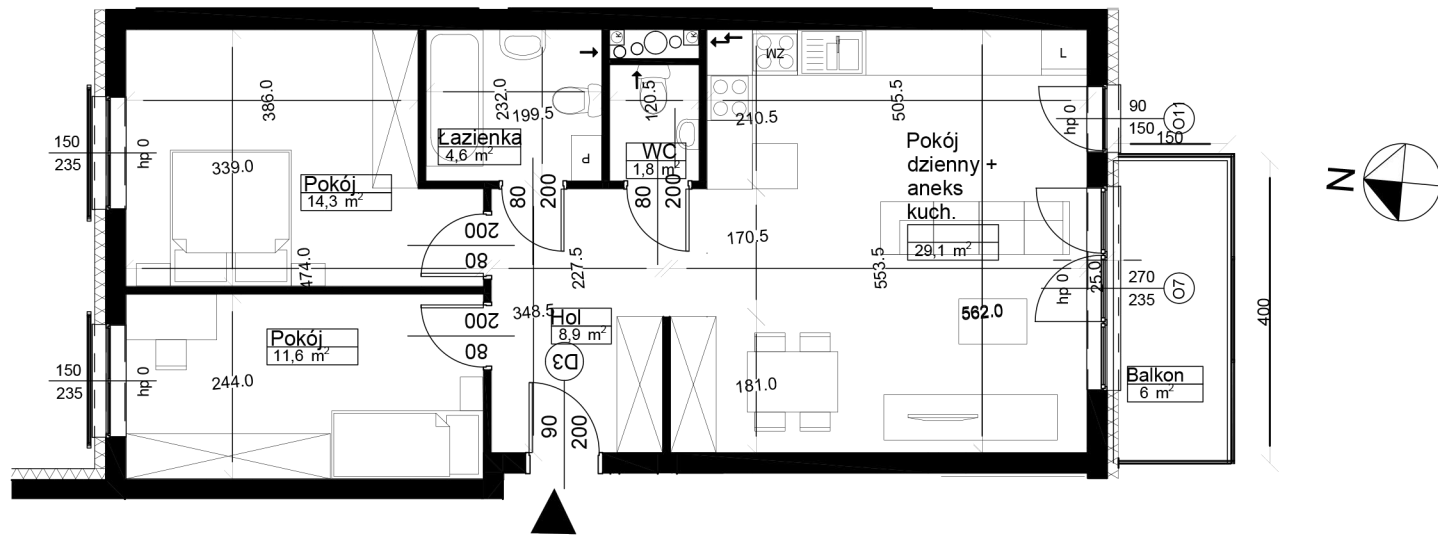 150
235
hp 0
386.0
339.0
Pokój
14,3 m²
474.0
200
80
150
235
hp 0
Pokój
11,6 m²
244.0
200
80
232.0
199.5
Łazienka
4,6 m²
P
80
200
K
K
120.5
WC
1,8 m²
80
200
227.5
348.5
Hol
8,9 m²
D3
90
200
ZM
L
210.5
505.5
Pokój
dzienny +
aneks
kuch.
29,1 m²
170,5
553.5
562.0
181.0
hp 0
90
150
O11
150
25.0
hp 0
270
235
O7
Balkon
6 m²
400
N